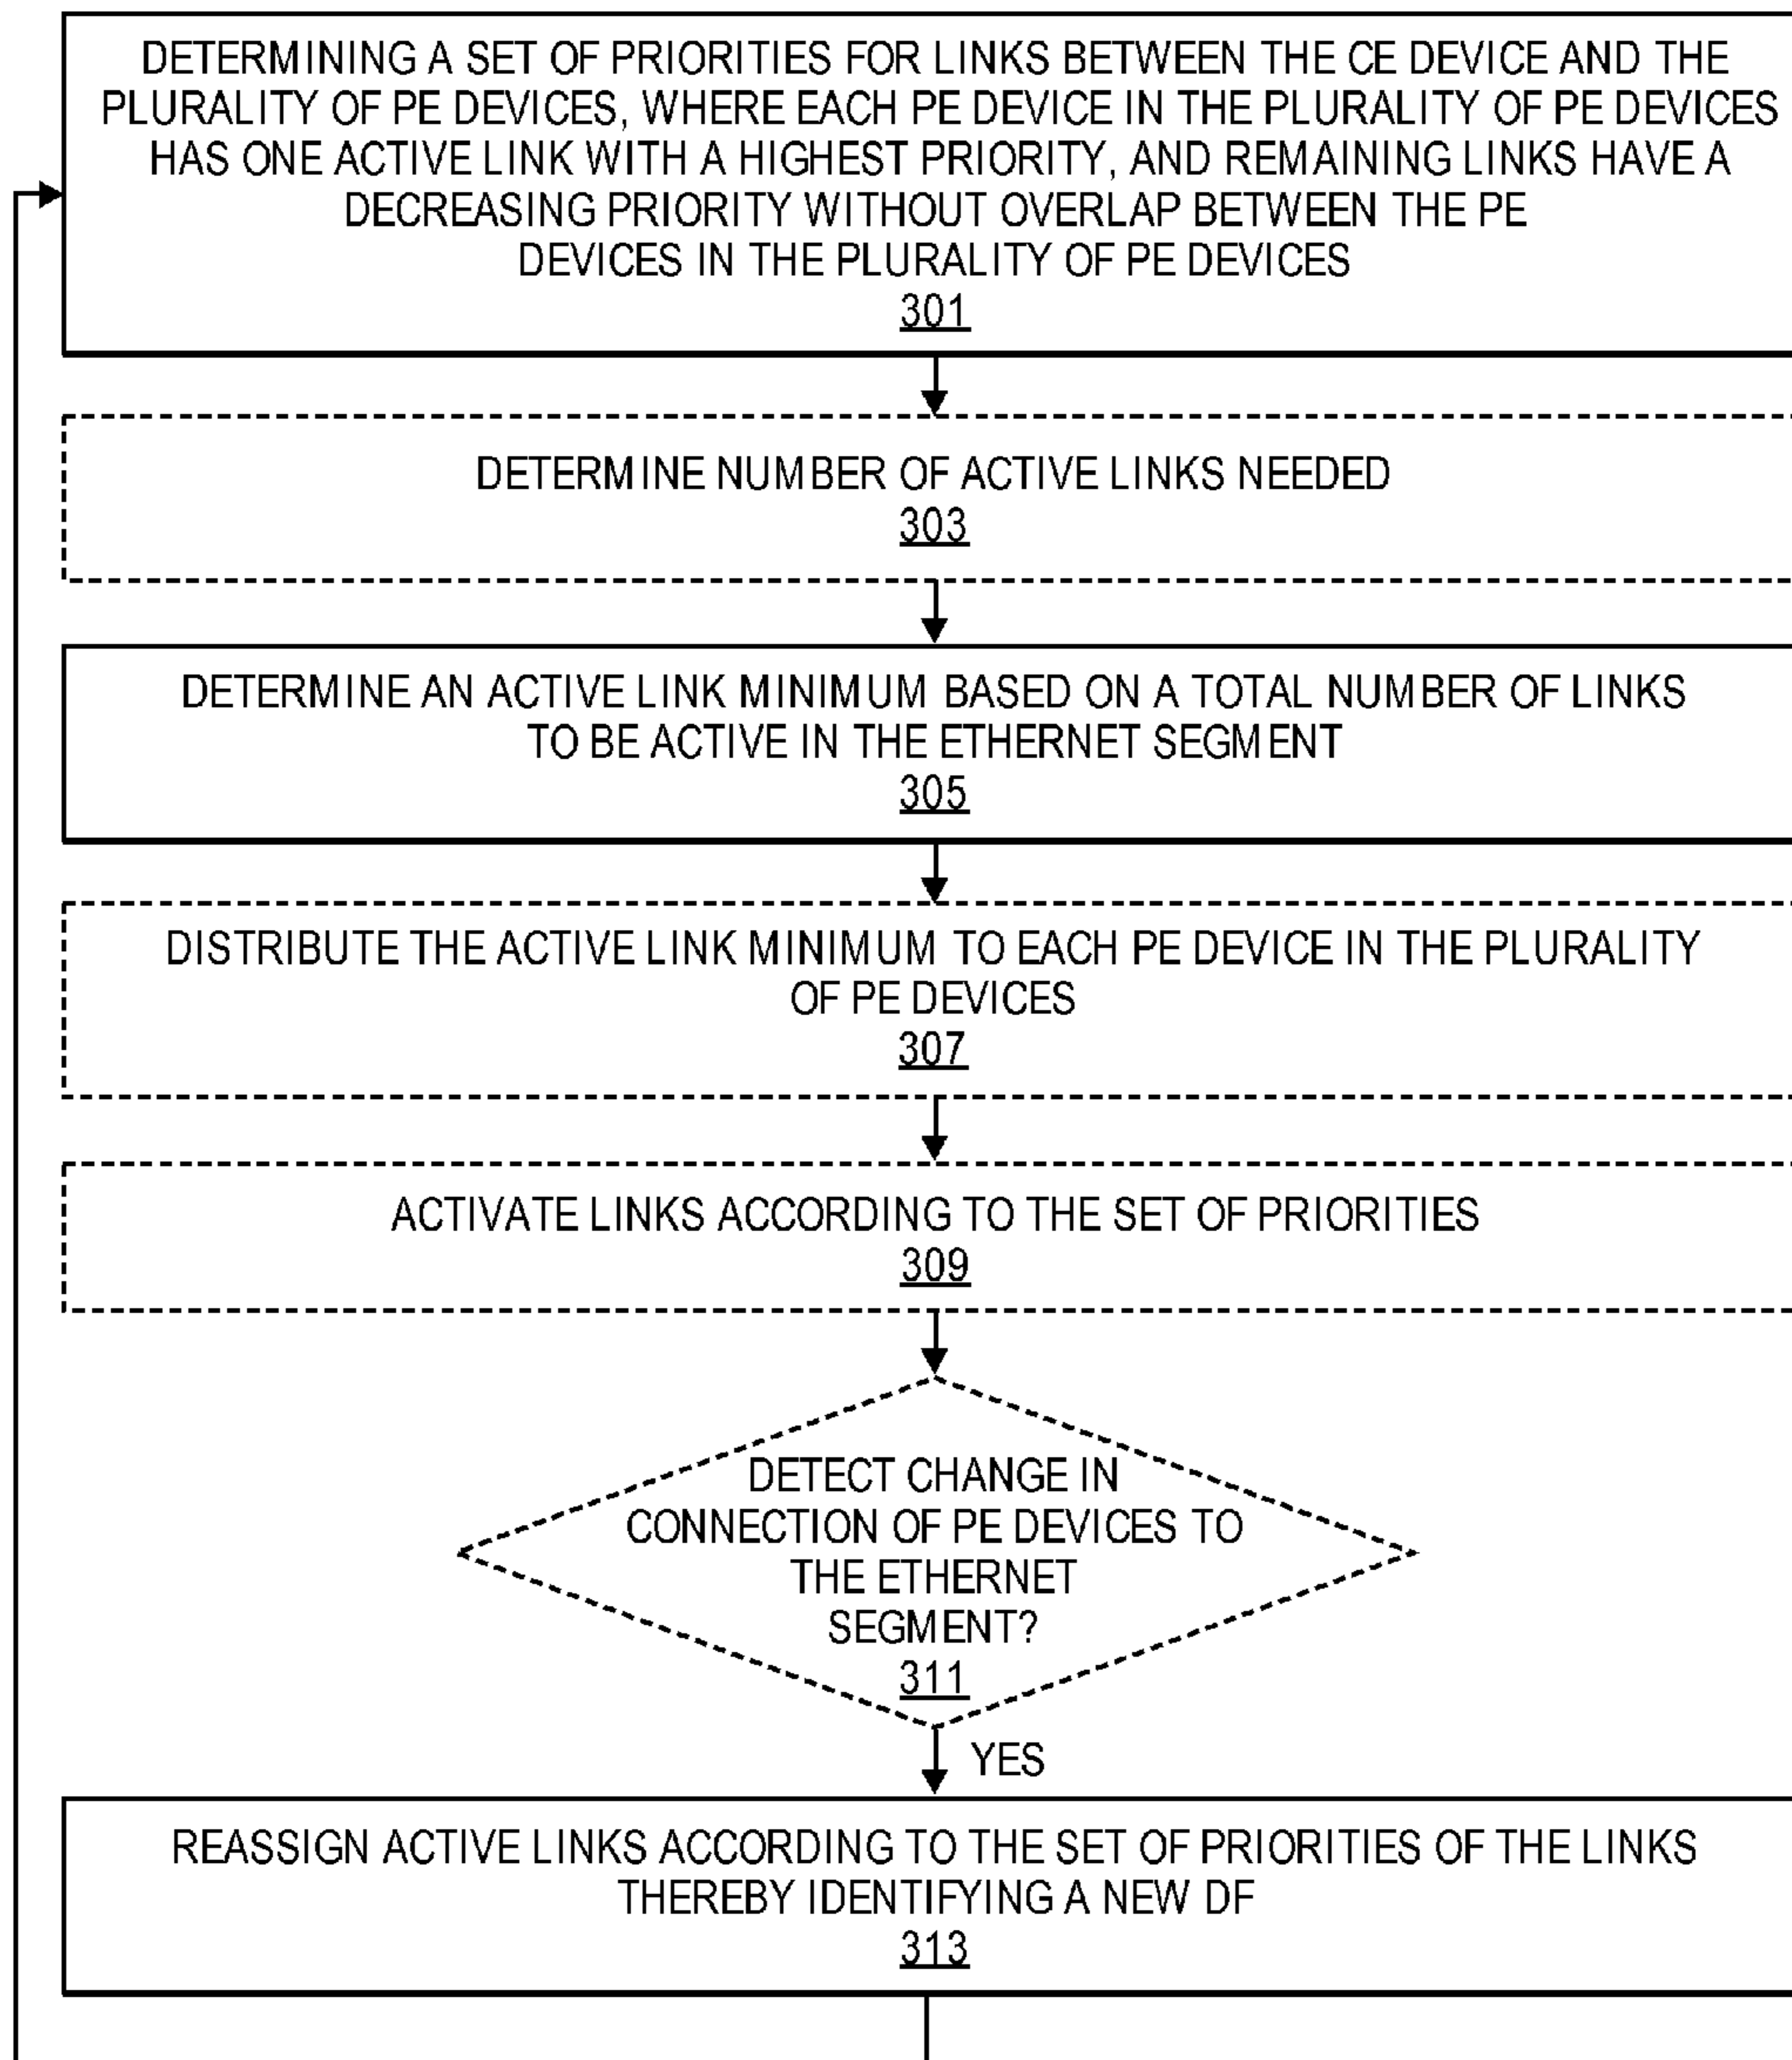 DETERMINING A SET OF PRIORITIES FOR LINKS BETWEEN THE CE DEVICE AND THE
PLURALITY OF PE DEVICES, WHERE EACH PE DEVICE IN THE PLURALITY OF PE DEVICES
HAS ONE ACTIVE LINK WITH A HIGHEST PRIORITY, AND REMAINING LINKS HAVE A
DECREASING PRIORITY WITHOUT OVERLAP BETWEEN THE PE
DEVICES IN THE PLURALITY OF PE DEVICES
301
DETERMINE NUMBER OF ACTIVE LINKS NEEDED
303
DETERMINE AN ACTIVE LINK MINIMUM BASED ON A TOTAL NUMBER OF LINKS
TO BE ACTIVE IN THE ETHERNET SEGMENT
305
DISTRIBUTE THE ACTIVE LINK MINIMUM TO EACH PE DEVICE IN THE PLURALITY
OF PE DEVICES
307
ACTIVATE LINKS ACCORDING TO THE SET OF PRIORITIES
309
DETECT CHANGE IN
CONNECTION OF PE DEVICES TO
THE ETHERNET
SEGMENT?
311
YES
REASSIGN ACTIVE LINKS ACCORDING TO THE SET OF PRIORITIES OF THE LINKS
THEREBY IDENTIFYING A NEW DF
313